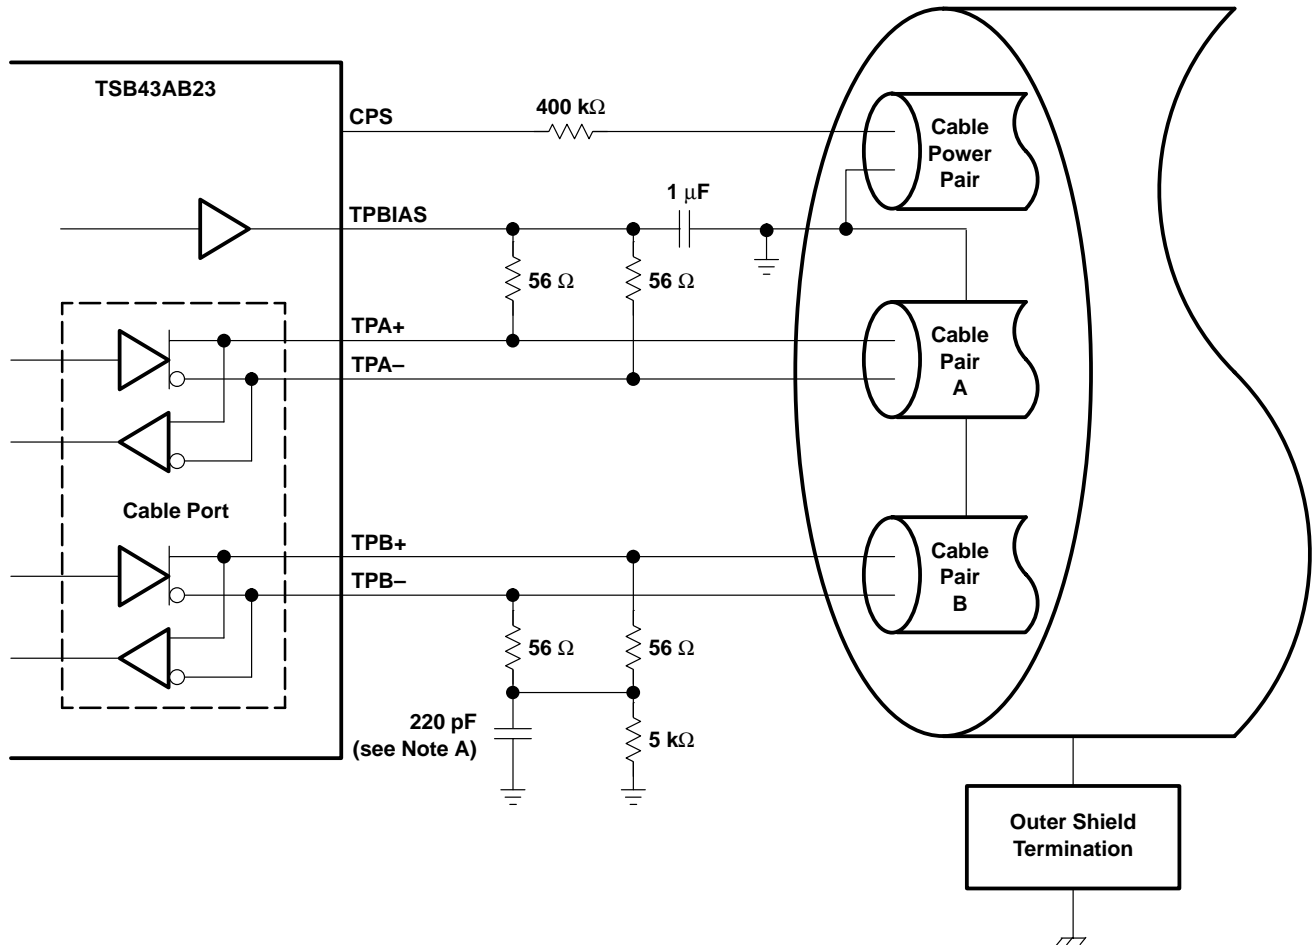 TSB43AB23
CPS
400 kΩ
Cable
Power
Pair
TPBIAS
1 μF
56 Ω
56 Ω
TPA+
TPA–
Cable
Pair
A
Cable Port
TPB+
TPB–
Cable
Pair
B
56 Ω
56 Ω
220 pF
(see Note A)
5 kΩ
Outer Shield
Termination